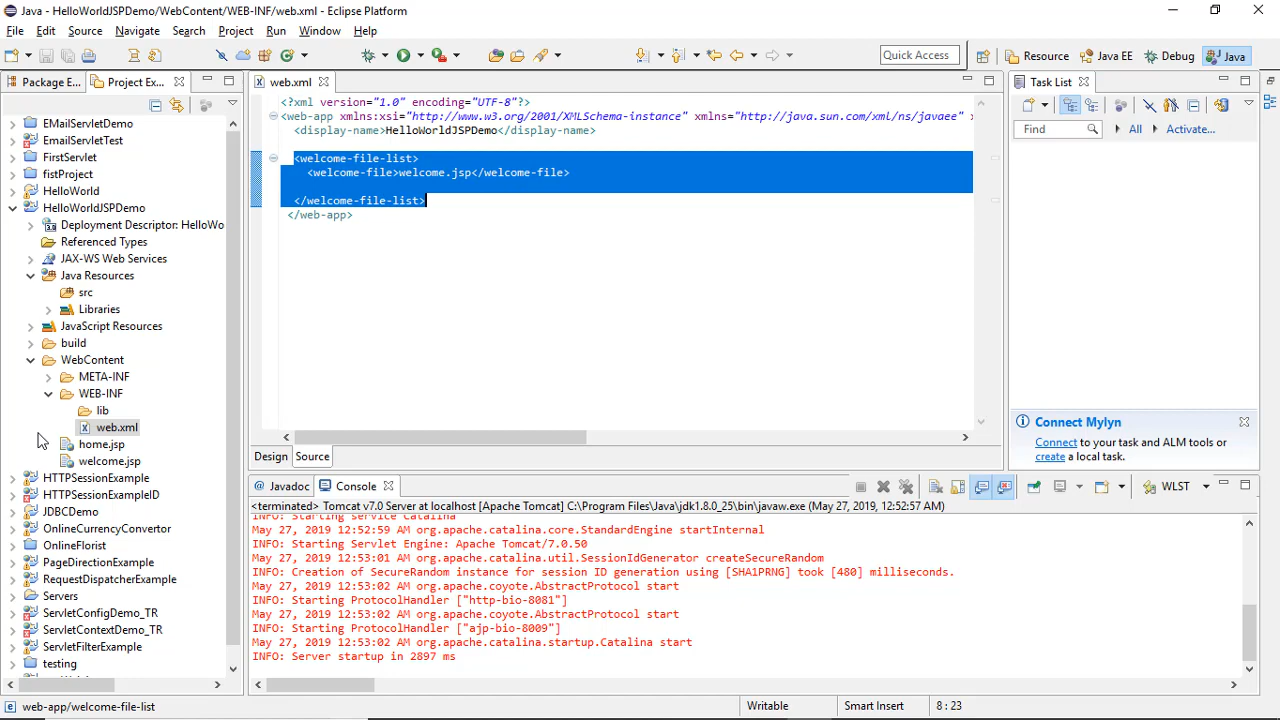 Java - HelloWorldJSPDemo/WebContent/WEB-INF/web.xml - Eclipse Platform
File Edit Source Navigate Search Project Run Window Help
Quick Access
Resource
Java EE
Debug
Java
Package E...
Project Ex...
EMailServletDemo
EmailServletTest
FirstServlet
fistProject
HelloWorld
HelloWorldJSPDemo
Deployment Descriptor: HelloWo
Referenced Types
JAX-WS Web Services
Java Resources
src
Libraries
JavaScript Resources
build
WebContent
META-INF
WEB-INF
lib
web.xml
home.jsp
welcome.jsp
HTTPSessionExample
HTTPSessionExampleID
JDBCDemo
OnlineCurrencyConvertor
OnlineFlorist
PageDirectionExample
RequestDispatcherExample
Servers
ServletConfigDemo_TR
ServletContextDemo_TR
ServletFilterExample
testing
web.xml
<?xml version="1.0" encoding="UTF-8"?>
<web-app xmlns:xsi="http://www.w3.org/2001/XMLSchema-instance" xmlns="http://java.sun.com/xml/ns/javaee" x
<display-name>HelloWorldJSPDemo</display-name>
<welcome-file-list>
<welcome-file>welcome.jsp</welcome-file>
</welcome-file-list>
</web-app>
Design Source
Task List
Find
All
Activate...
Connect Mylyn
Connect to your task and ALM tools or
create a local task.
Javadoc
Console
WLST
<terminated> Tomcat v7.0 Server at localhost [Apache Tomcat] C:\Program Files\Java\jdk1.8.0_25\bin\javaw.exe (May 27, 2019 12:52:57 AM)
INFO: Starting service Catalina
May 27, 2019 12:52:59 AM org.apache.catalina.core.StandardEngine startInternal
INFO: Starting Servlet Engine: Apache Tomcat/7.0.50
May 27, 2019 12:53:02 AM org.apache.catalina.util.SessionIdGenerator createSecureRandom
INFO: Creation of SecureRandom instance for session ID generation using [SHA1PRNG] took [480] milliseconds.
May 27, 2019 12:53:02 AM org.apache.coyote.AbstractProtocol start
INFO: Starting ProtocolHandler ["http-bio-8081"]
May 27, 2019 12:53:02 AM org.apache.coyote.AbstractProtocol start
INFO: Starting ProtocolHandler ["ajp-bio-8009"]
May 27, 2019 12:53:02 AM org.apache.catalina.startup.Catalina start
INFO: Server startup in 2897 ms
web-app/welcome-file-list
Writable
Smart Insert
8 : 23